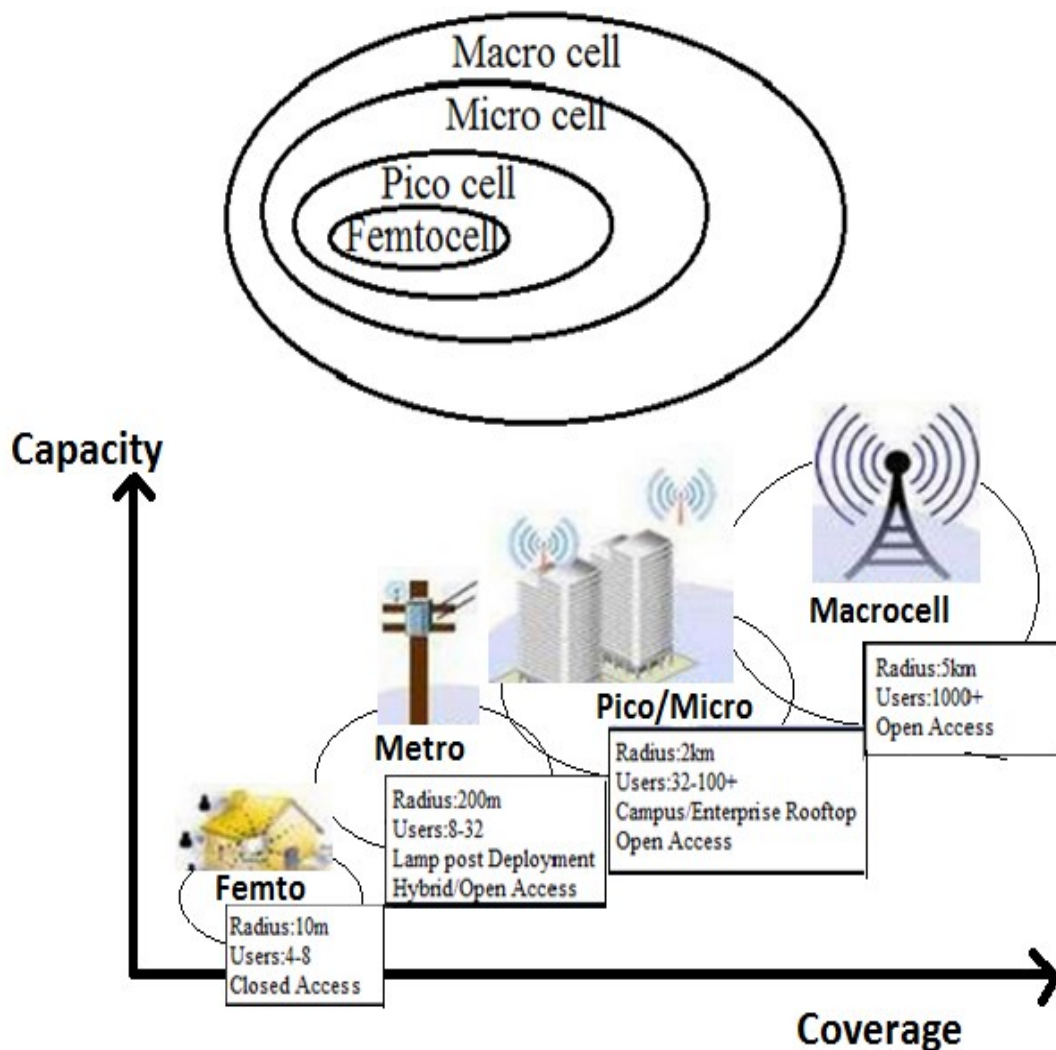 Macro cell
Micro cell
Pico cell
Femtocell
Capacity
Macrocell
Radius:5km
Users:1000+
Open Access
Pico/Micro
Radius:2km
Users:32-100+
Campus/Enterprise Rooftop
Open Access
Metro
Radius:200m
Users:8-32
Lamp post Deployment
Hybrid/Open Access
Femto
Radius:10m
Users:4-8
Closed Access
Coverage